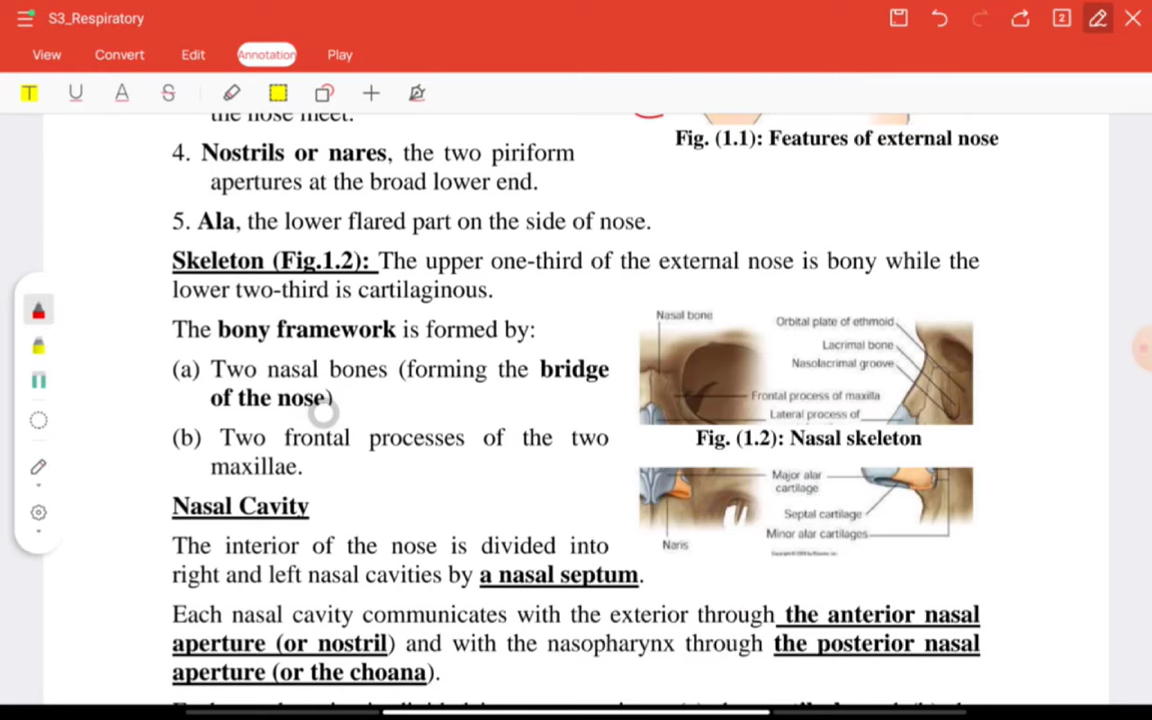 S3_Respiratory
2
View Convert Edit Annotation Play
T U A S
the nose meet.
4. Nostrils or nares, the two piriform
apertures at the broad lower end.
Fig. (1.1): Features of external nose
5. Ala, the lower flared part on the side of nose.
Skeleton (Fig.1.2): The upper one-third of the external nose is bony while the
lower two-third is cartilaginous.
The bony framework is formed by:
(a) Two nasal bones (forming the bridge
of the nose)
(b) Two frontal processes of the two
maxillae.
Nasal bone
Orbital plate of ethmoid
Lacrimal bone
Nasolacrimal groove
Frontal process of maxilla
Lateral process of
Fig. (1.2): Nasal skeleton
Major alar
cartilage
Septal cartilage
Minor alar cartilages
Naris
Nasal Cavity
The interior of the nose is divided into
right and left nasal cavities by a nasal septum.
Each nasal cavity communicates with the exterior through the anterior nasal
aperture (or nostril) and with the nasopharynx through the posterior nasal
aperture (or the choana).